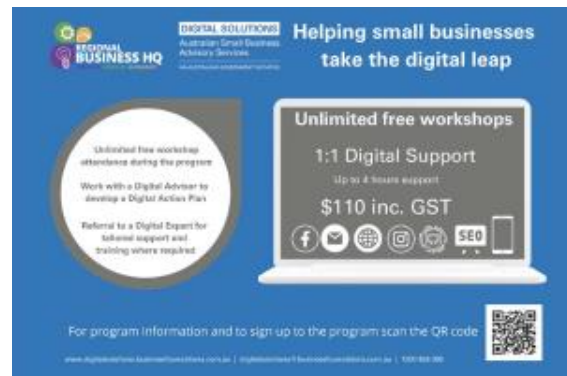 REGIONAL
BUSINESS HQ
DIGITAL SOLUTIONS
Australian Small Business
Advisory Services
Helping small businesses
take the digital leap
Unlimited free workshop
attendance during the program
Work with a Digital Adviser to
develop a Digital Action Plan
Referral to a Digital Expert for
tailored support and
training where required
Unlimited free workshops
1:1 Digital Support
Up to 4 hours support
$110 inc. GST
SEO
For program information and to sign up to the program scan the QR code